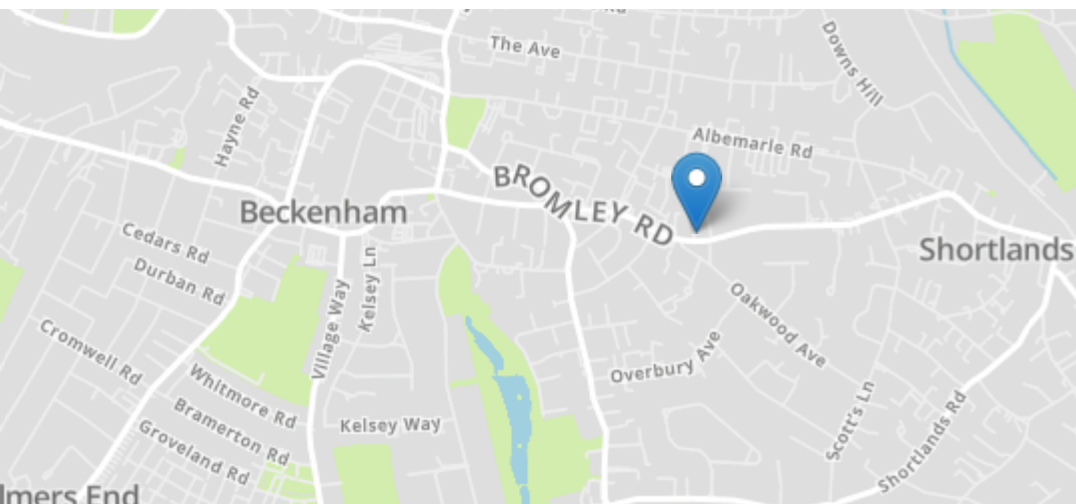 The Ave
Downs Hill
Hayne Rd
Albemarle Rd
BROMLEY RD
Beckenham
Shortlands
Cedars Rd
Kelsey Ln
Durban Rd
Village Way
Oakwood Ave
Cromwell Rd
Overbury Ave
Whitmore Rd
Scott's Ln
Shortlands Rd
Bramerton Rd
Kelsey Way
Groveland Rd
lmers End